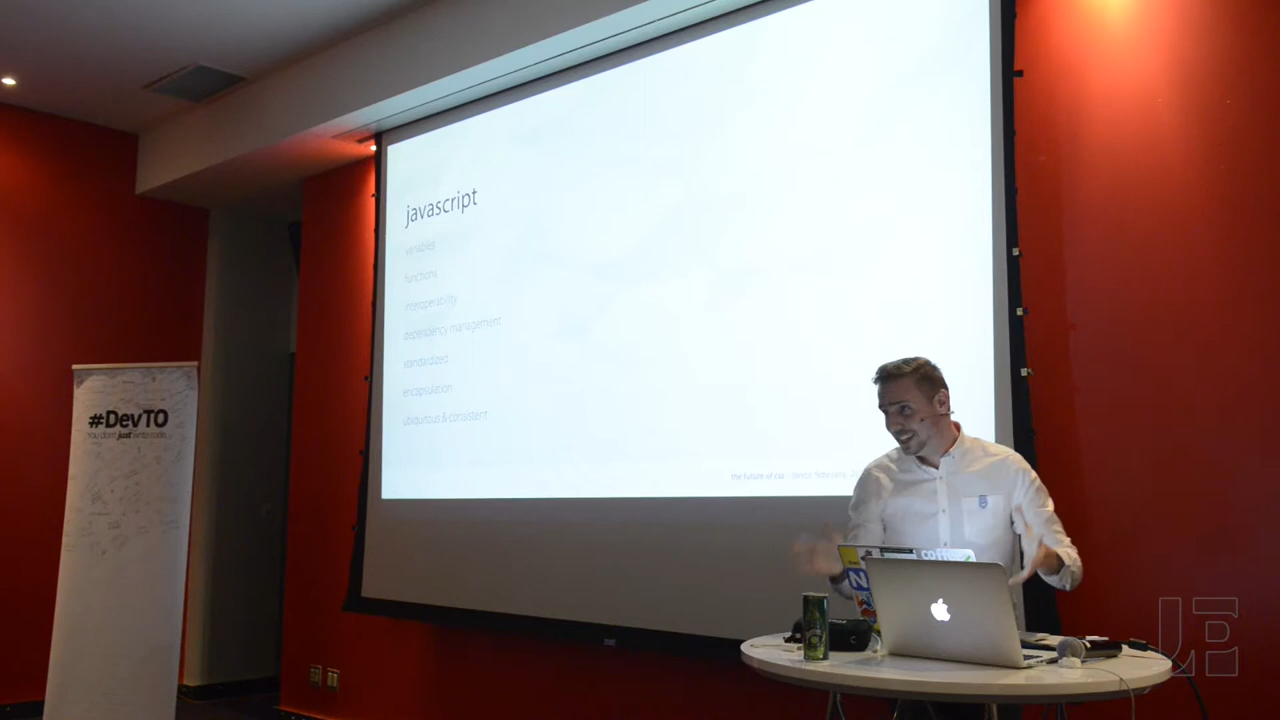 javascript
variables
functions
interoperability
dependency management
standardized
encapsulation
ubiquitous & consistent
the future of css
#DevTO
You don't just write code.
coffee
N